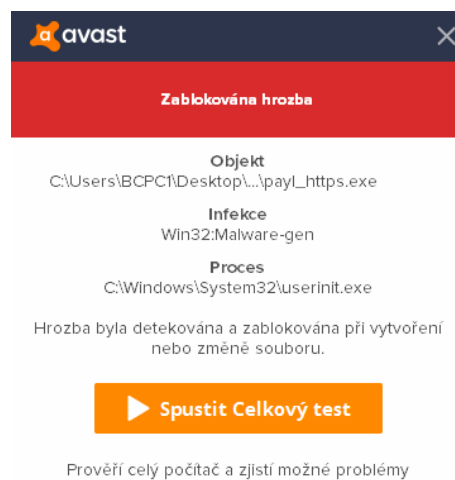 avast
Zablokována hrozba
Objekt
C:\Users\BCPC1\Desktop\...\payl_https.exe
Infekce
Win32:Malware-gen
Proces
C:\Windows\System32\userinit.exe
Hrozba byla detekována a zablokována při vytvoření
nebo změně souboru.
Spustit Celkový test
Prověří celý počítač a zjistí možné problémy